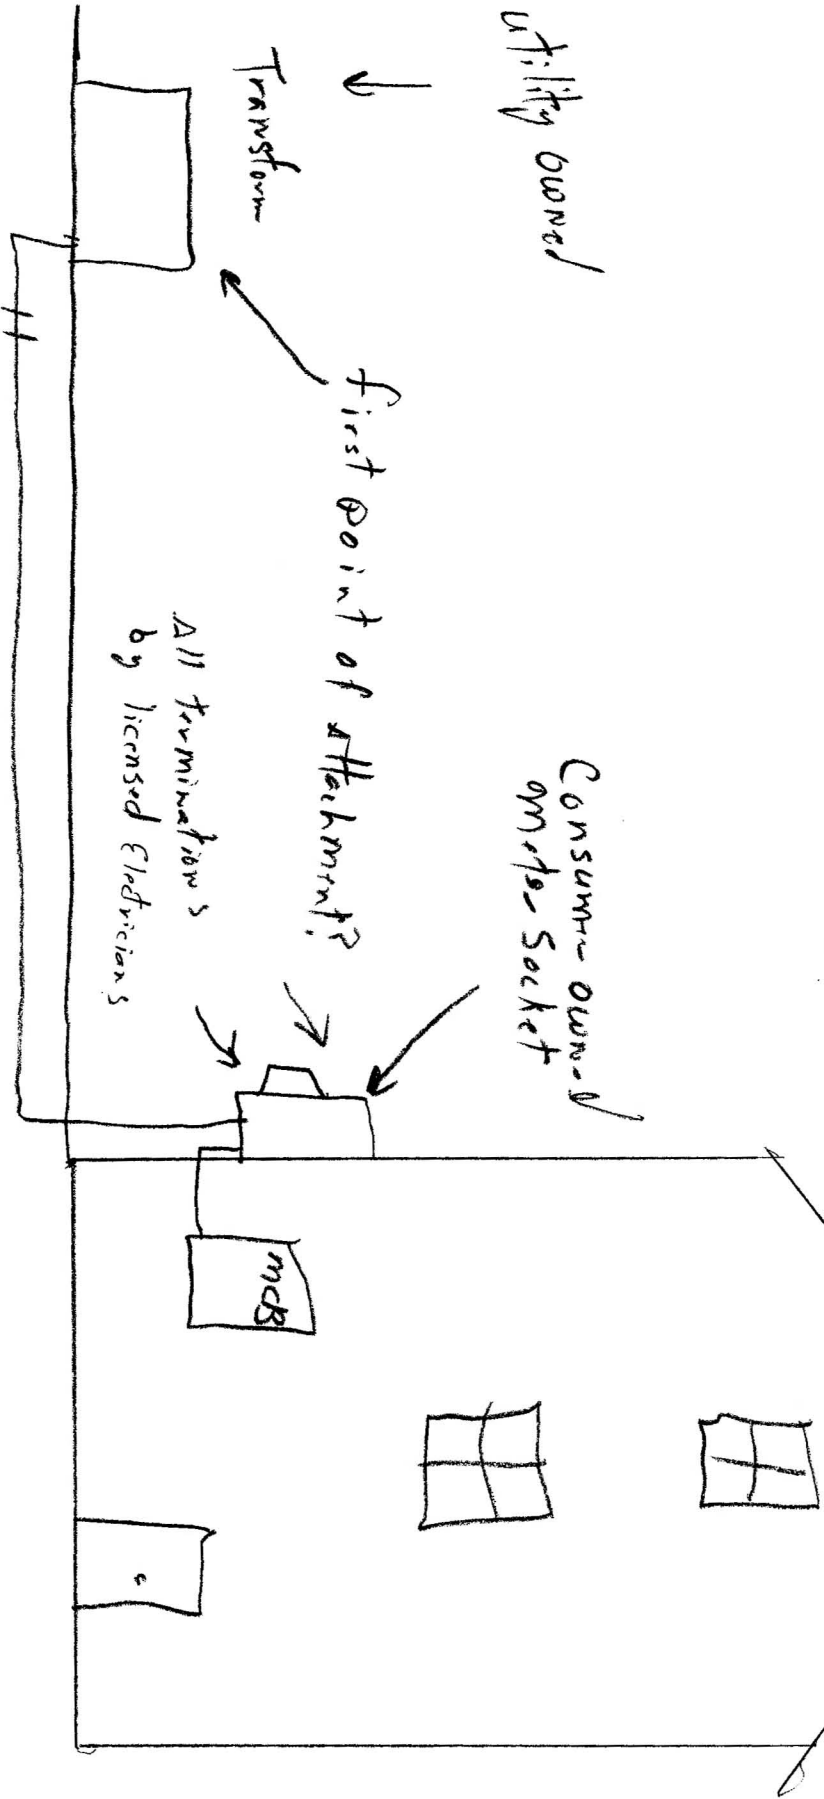 utility owned
Transform
first point of attachment?
All terminations
by licensed Electricians
Consumer owned
meter socket
mcB